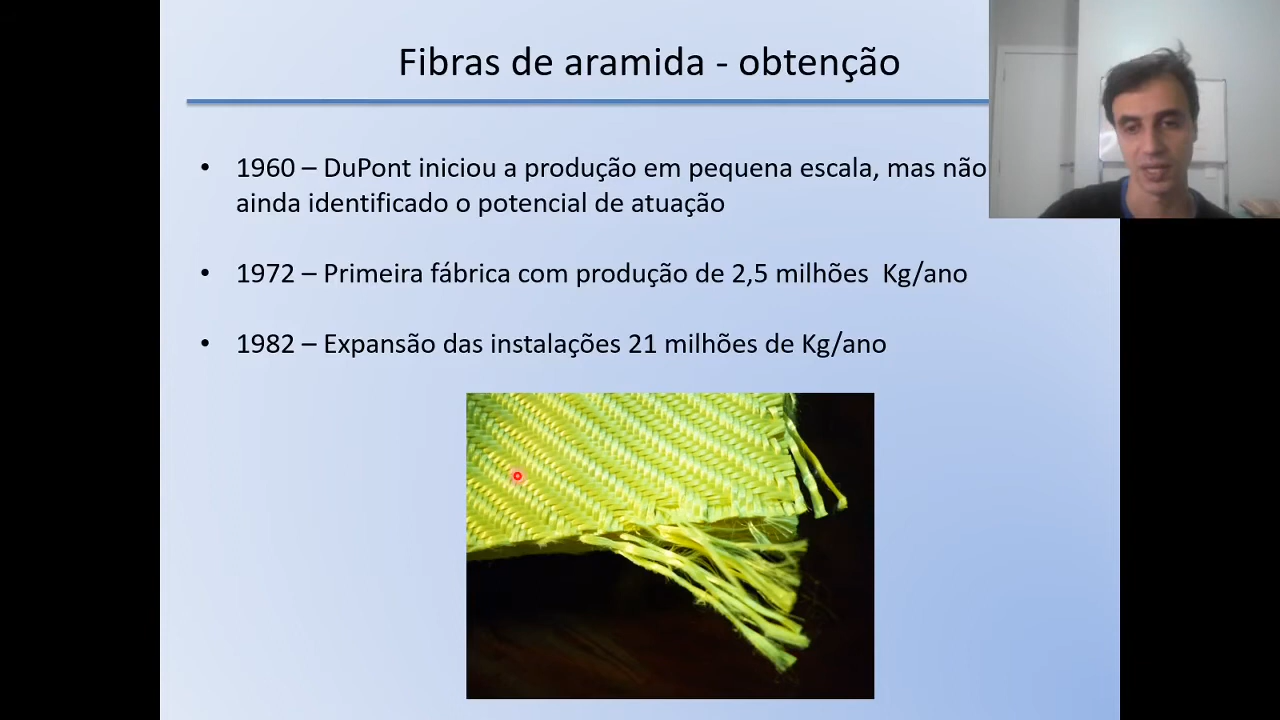 Fibras de aramida - obtenção
• 1960 – DuPont iniciou a produção em pequena escala, mas não
ainda identificado o potencial de atuação
• 1972 – Primeira fábrica com produção de 2,5 milhões  Kg/ano
• 1982 – Expansão das instalações 21 milhões de Kg/ano